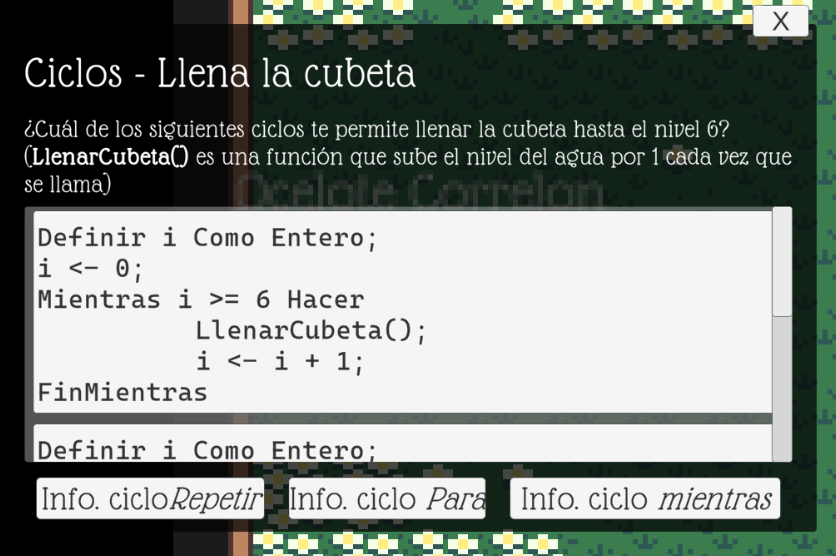 X
Ciclos - Llena la cubeta
¿Cuál de los siguientes ciclos te permite llenar la cubeta hasta el nivel 6?
(LlenarCubeta() es una función que sube el nivel del agua por 1 cada vez que
se llama)
Ocelote Correlon
Definir i Como Entero;
i <- 0;
Mientras i >= 6 Hacer
LlenarCubeta();
i <- i + 1;
FinMientras
Definir i Como Entero;
Info. cicloRepetir Info. ciclo Para Info. ciclo mientras